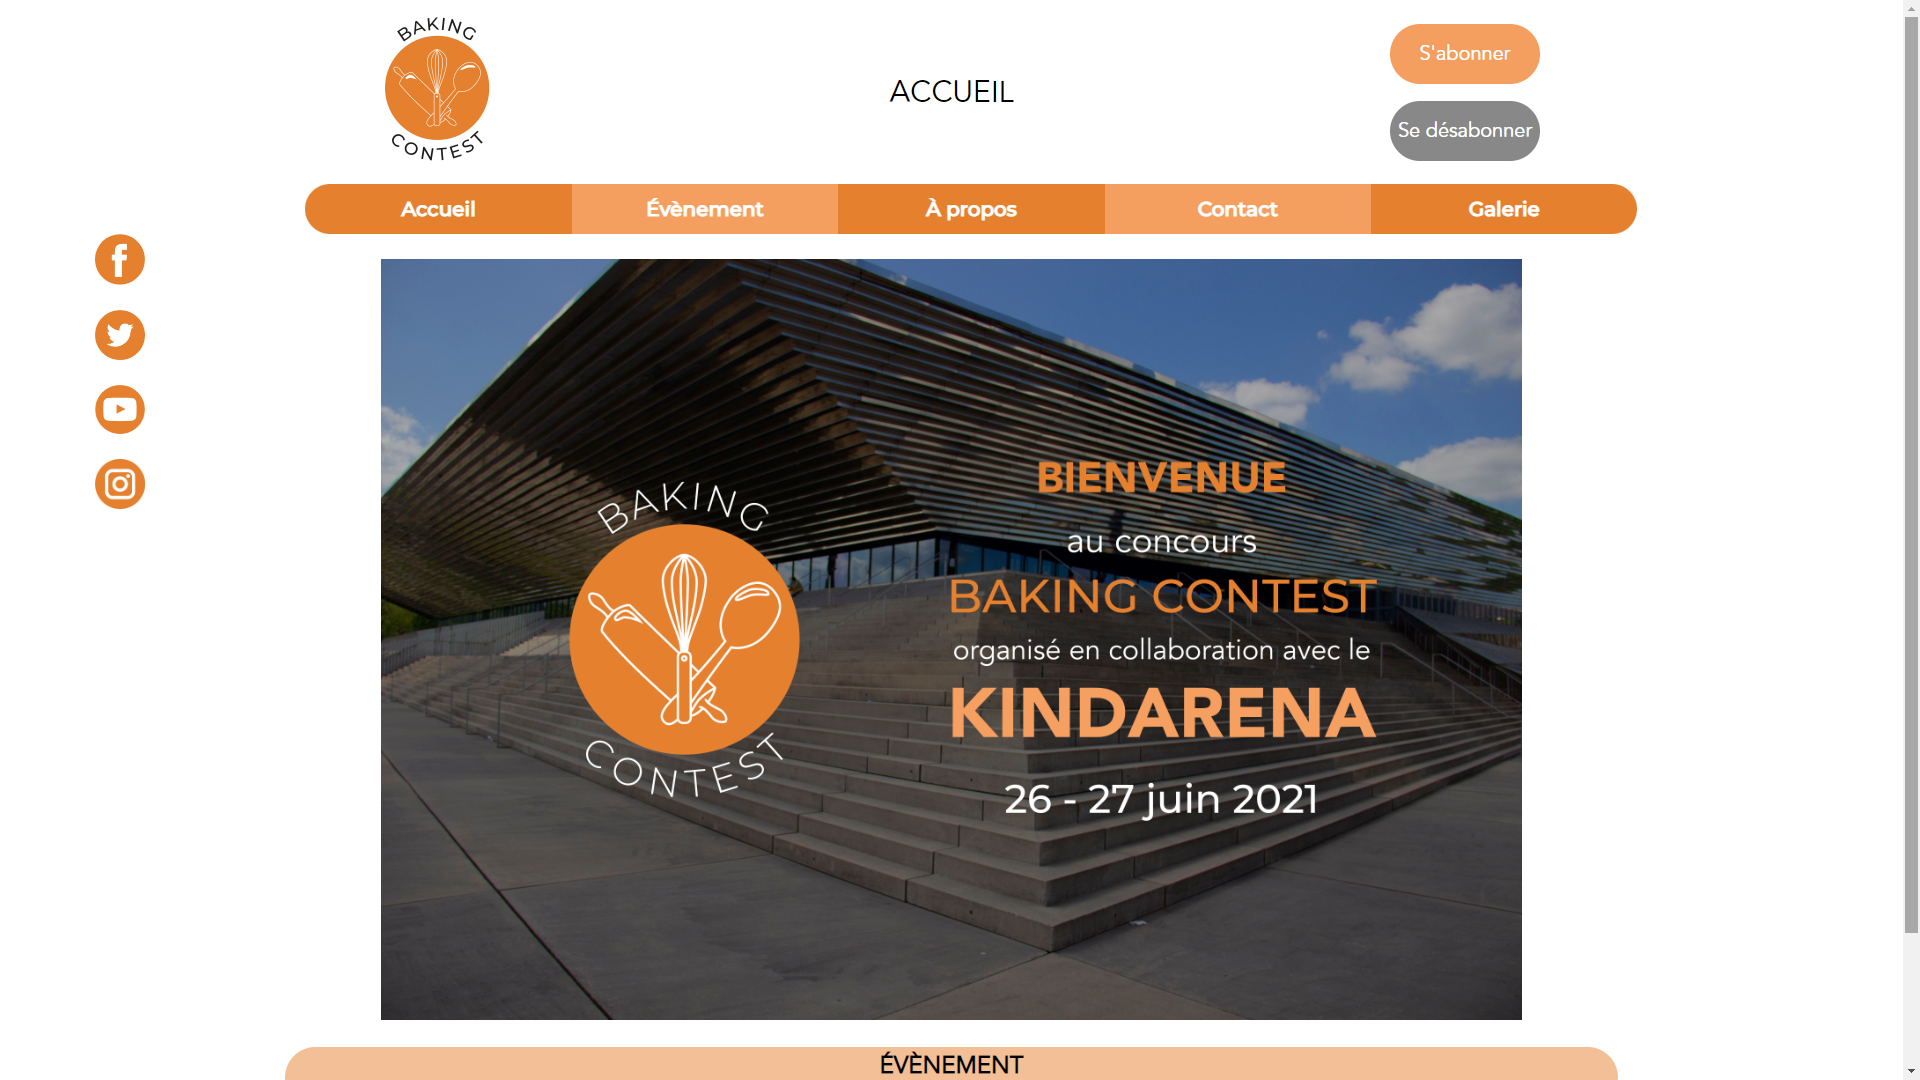 BAKING
CONTEST
ACCUEIL
S'abonner
Se désabonner
Accueil
Évènement
À propos
Contact
Galerie
BAKING
CONTEST
BIENVENUE
au concours
BAKING CONTEST
organisé en collaboration avec le
KINDARENA
26 - 27 juin 2021
ÉVÈNEMENT